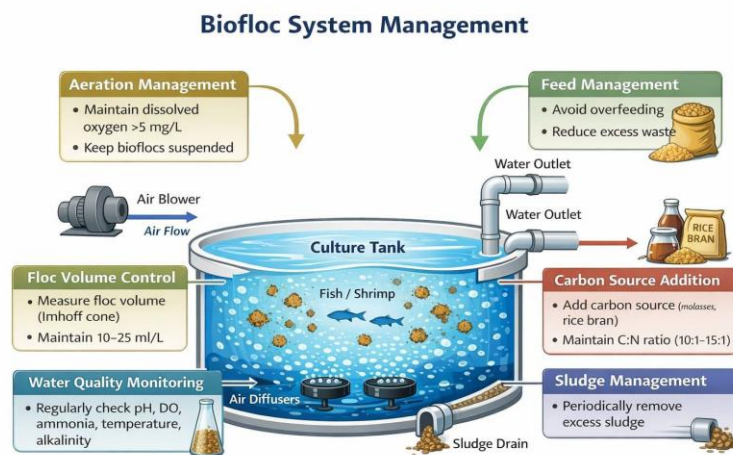 Biofloc System Management
Aeration Management
• Maintain dissolved
oxygen >5 mg/L
• Keep bioflocs suspended
Feed Management
• Avoid overfeeding
• Reduce excess waste
Water Outlet
Air Blower
Air Flow
Water Outlet
RICE
BRAN
Culture Tank
Floc Volume Control
• Measure floc volume
(Imhoff cone)
• Maintain 10–25 ml/L
Fish / Shrimp
Carbon Source Addition
• Add carbon source (molasses,
rice bran)
• Maintain C:N ratio (10:1–15:1)
Water Quality Monitoring
• Regularly check pH, DO,
ammonia, temperature,
alkalinity
Air Diffusers
Sludge Management
• Periodically remove
excess sludge
Sludge Drain